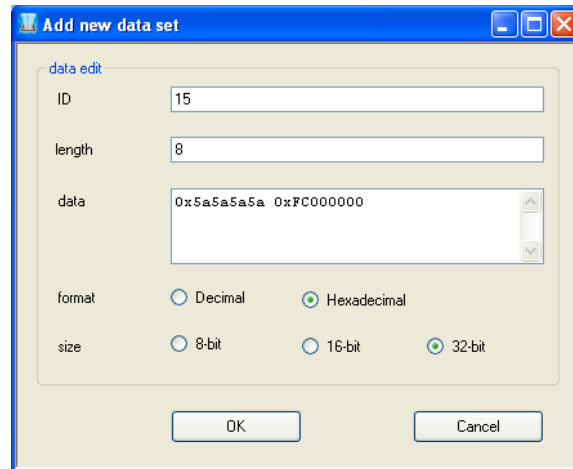 Add new data set
data edit
ID 15
length 8
data 0x5a5a5a5a 0xFC000000
format Decimal Hexadecimal
size 8-bit 16-bit 32-bit
OK Cancel